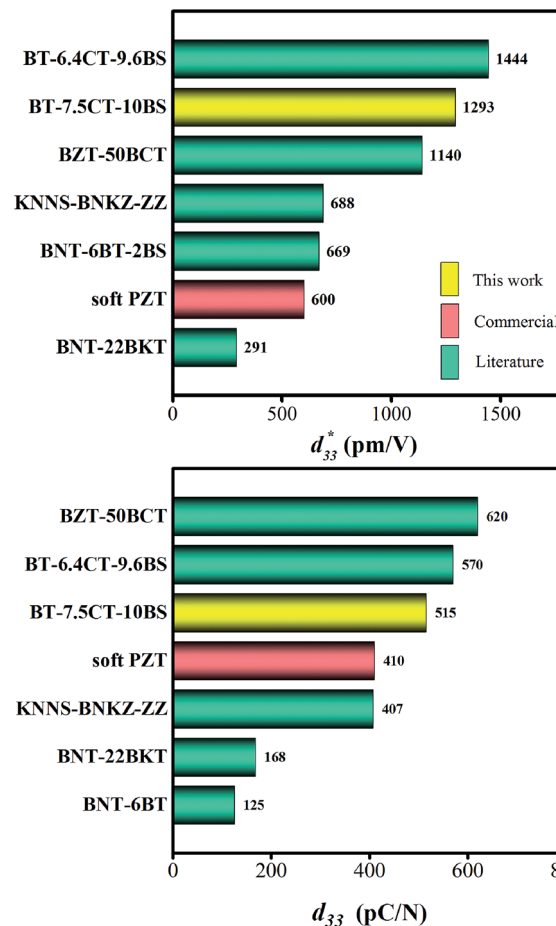 BT-6.4CT-9.6BS 1444
BT-7.5CT-10BS 1293
BZT-50BCT 1140
KNNS-BNKZ-ZZ 688
BNT-6BT-2BS 669
soft PZT 600
BNT-22BKT 291
This work
Commercial
Literature
0 500 1000 1500
d33* (pm/V)
BZT-50BCT 620
BT-6.4CT-9.6BS 570
BT-7.5CT-10BS 515
soft PZT 410
KNNS-BNKZ-ZZ 407
BNT-22BKT 168
BNT-6BT 125
0 200 400 600
d33 (pC/N)